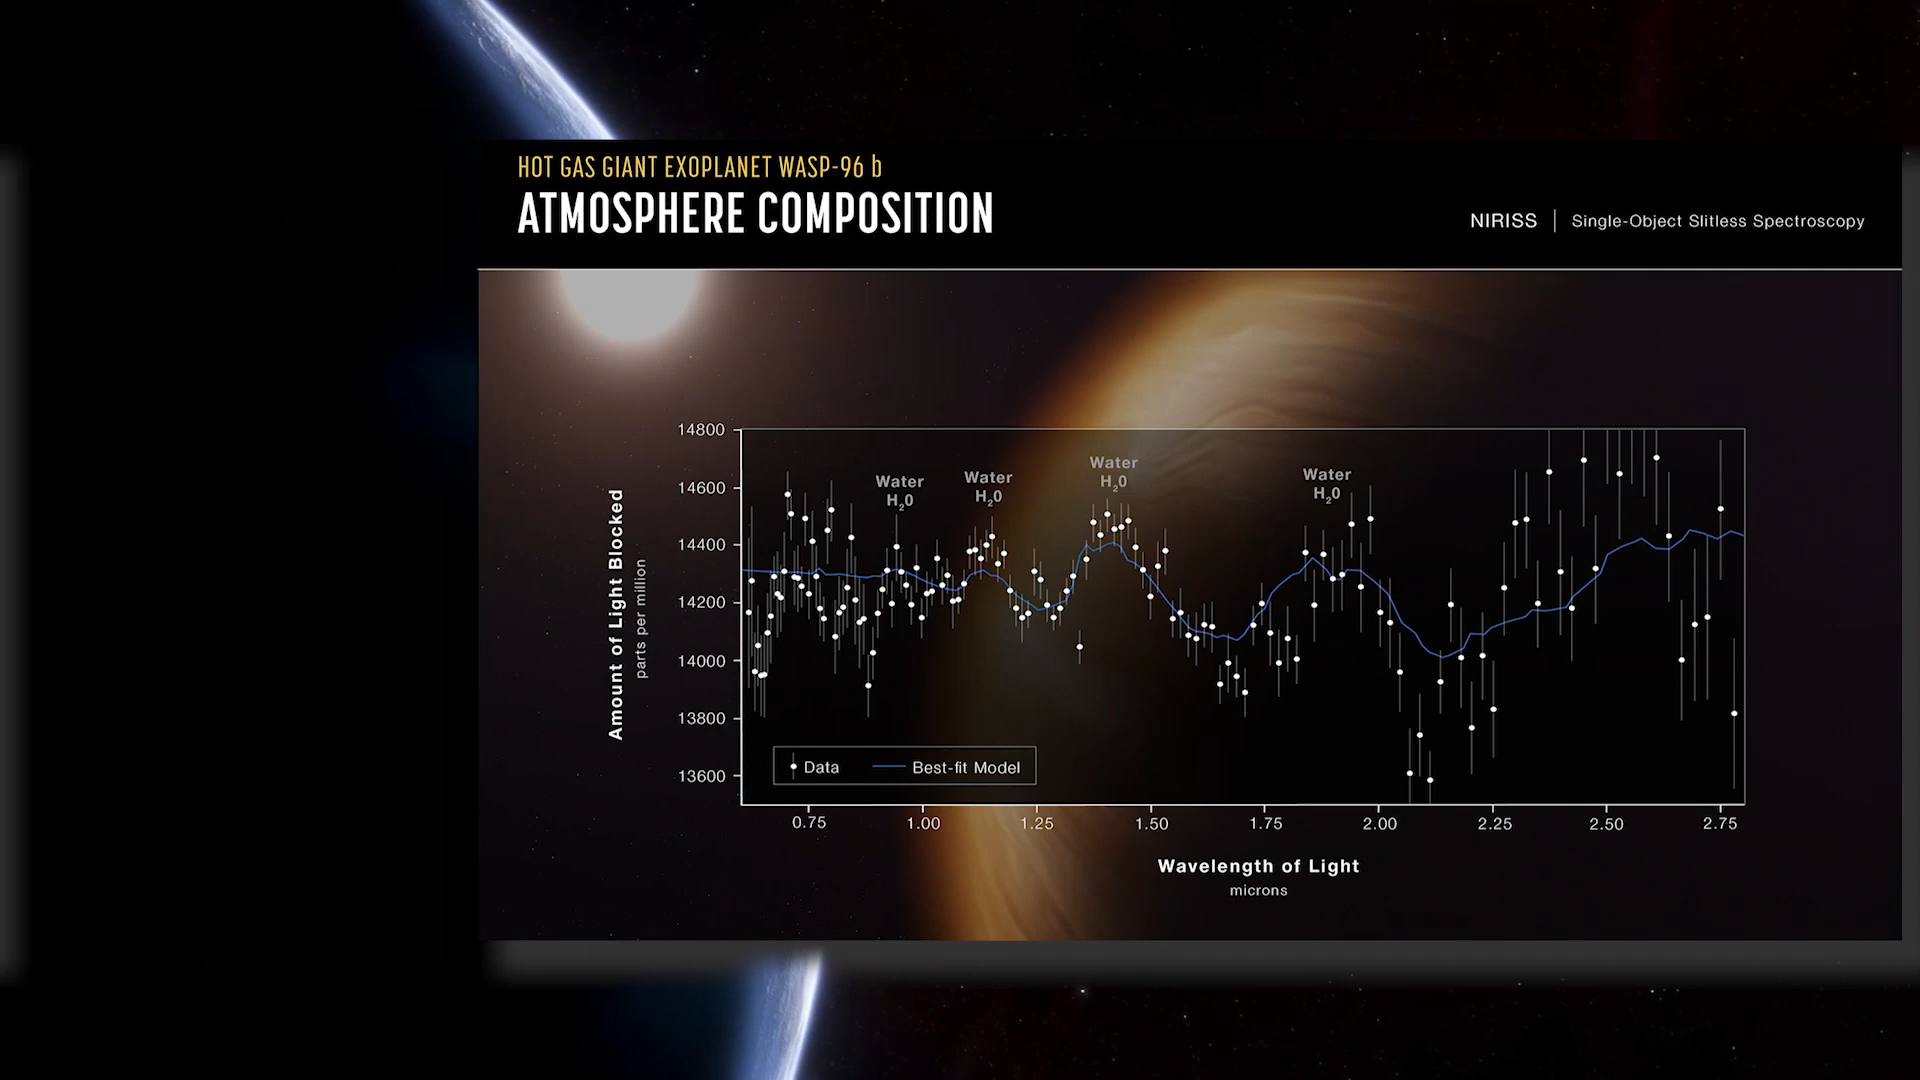 HOT GAS GIANT EXOPLANET WASP-96 b
ATMOSPHERE COMPOSITION
NIRISS | Single-Object Slitless Spectroscopy
14800
14600
14400
14200
14000
13800
13600
Amount of Light Blocked
parts per million
Water
H₂O
Water
H₂O
Water
H₂O
Water
H₂O
Data
Best-fit Model
0.75 1.00 1.25 1.50 1.75 2.00 2.25 2.50 2.75
Wavelength of Light
microns